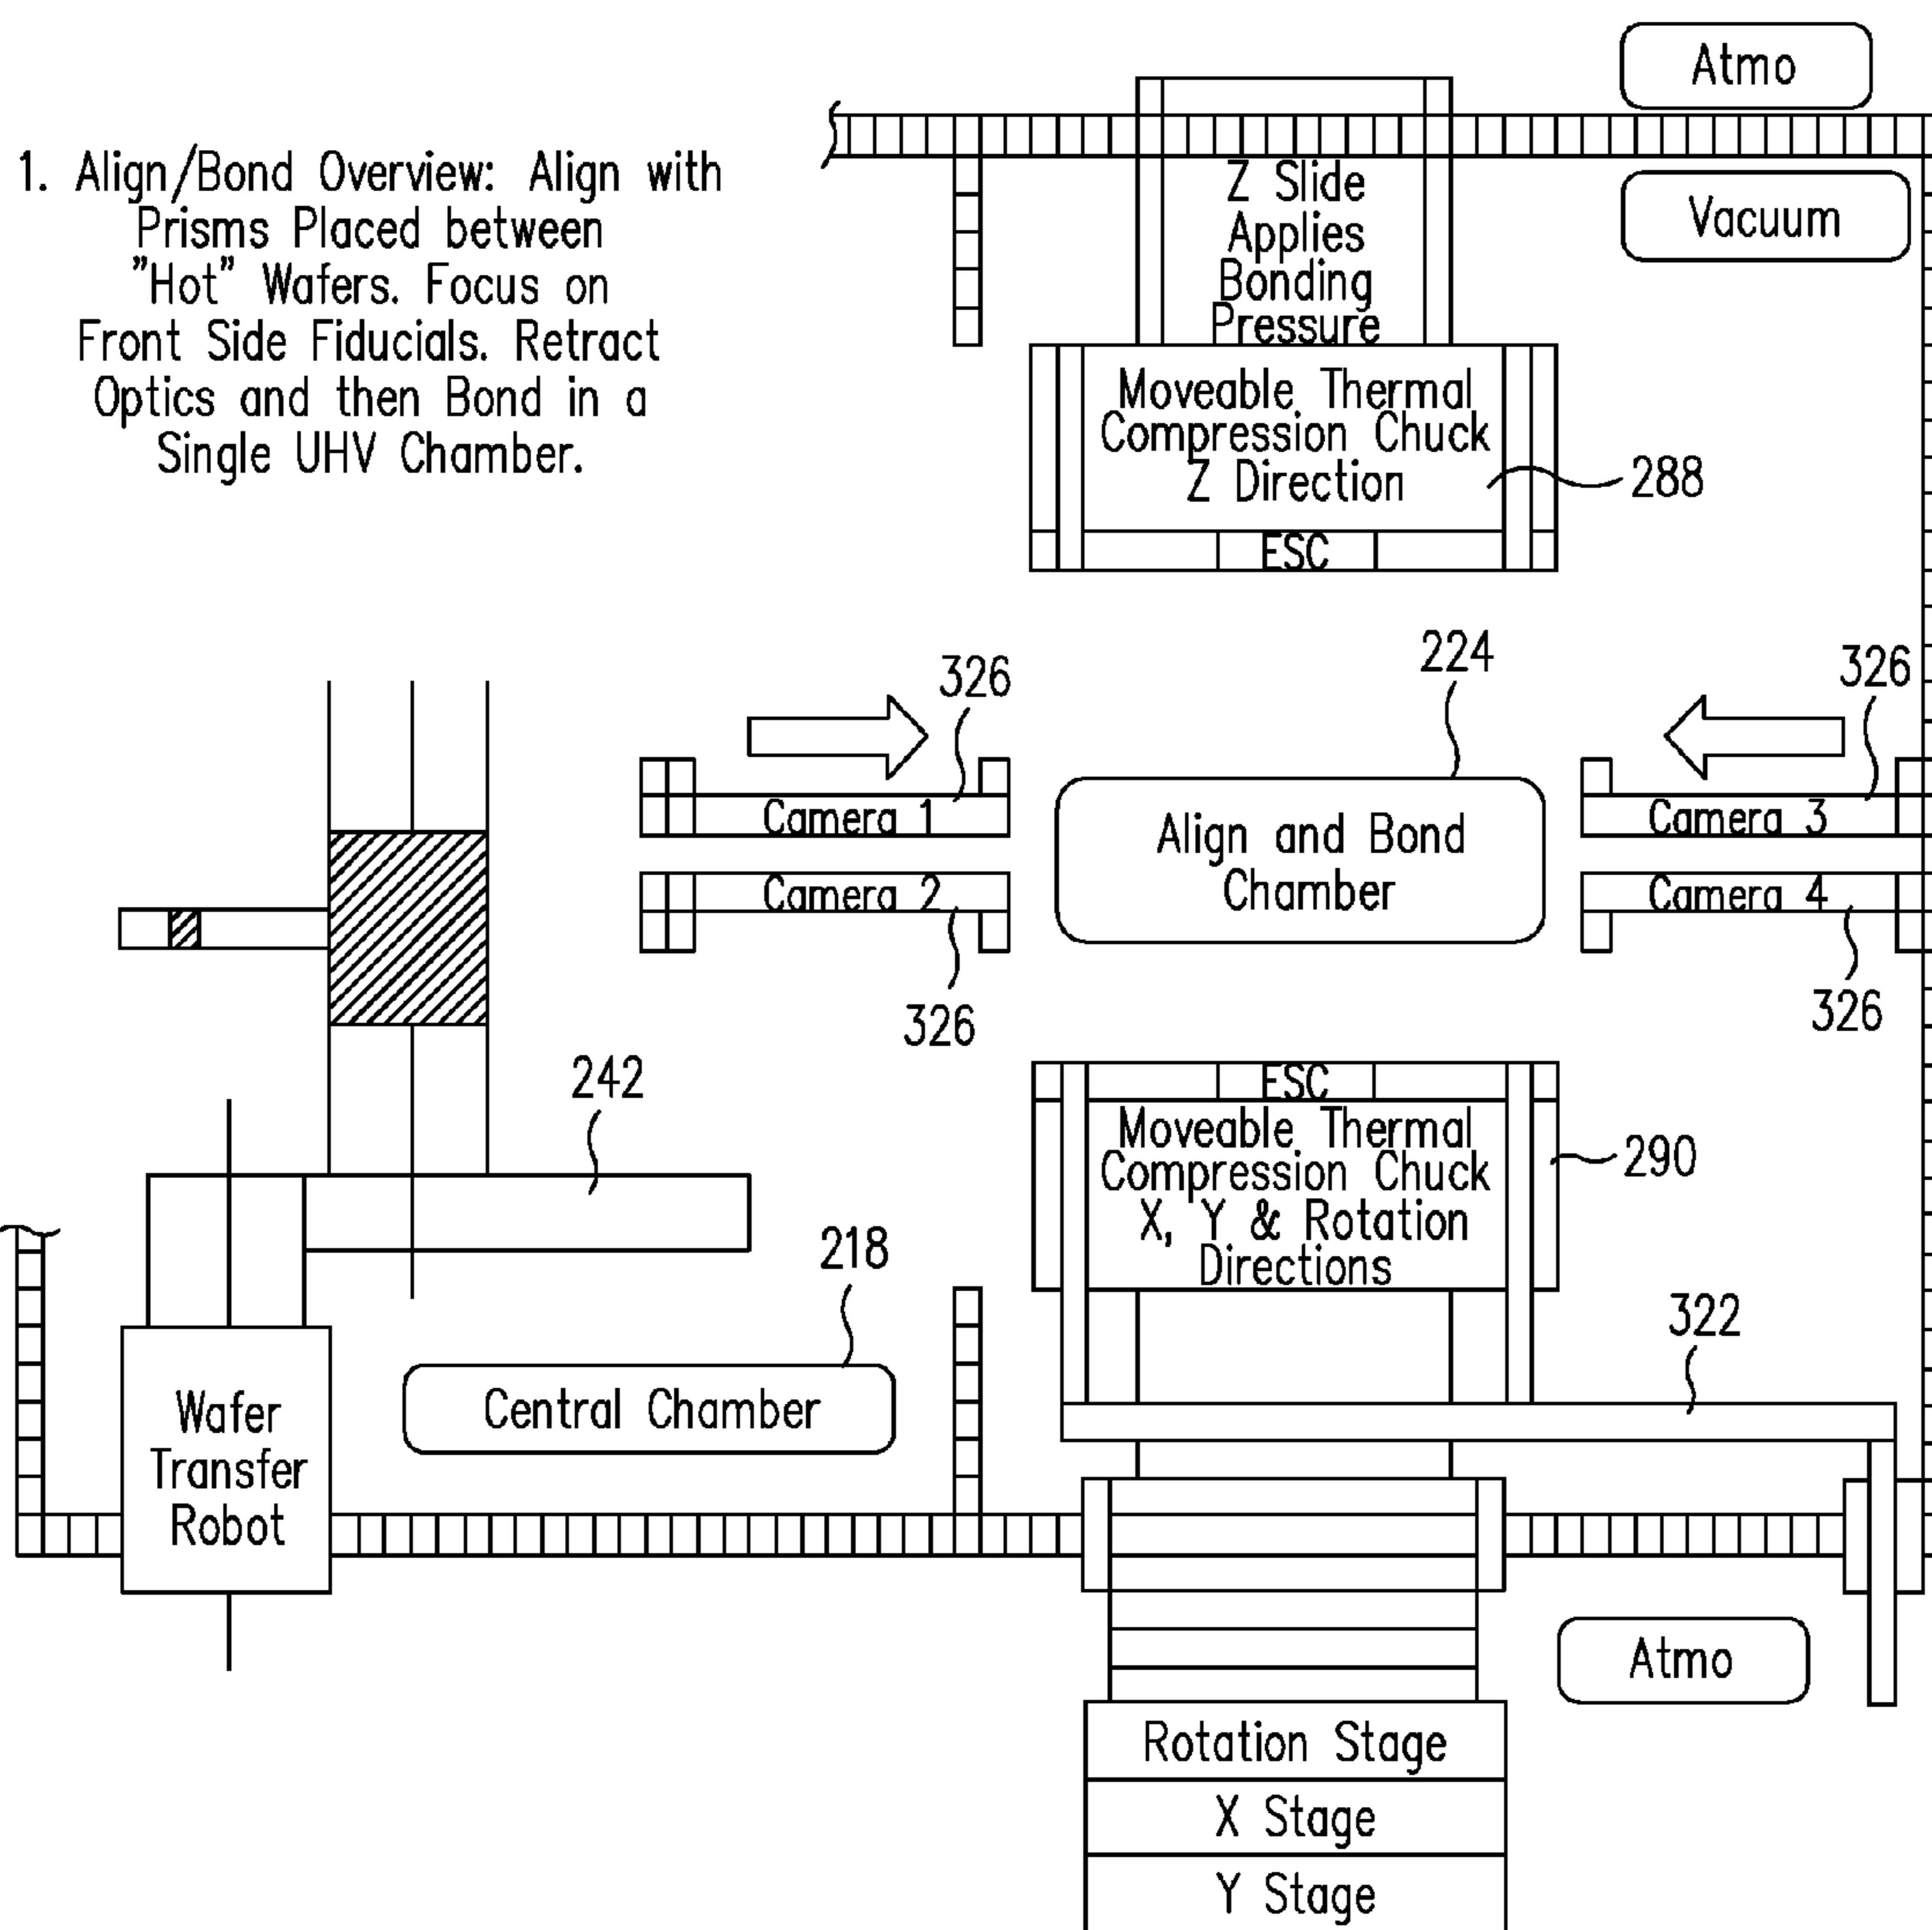 Atmo
1. Align/Bond Overview: Align with
Prisms Placed between
"Hot" Wafers. Focus on
Front Side Fiducials. Retract
Optics and then Bond in a
Single UHV Chamber.
Vacuum
Z Slide
Applies
Bonding
Pressure
Moveable Thermal
Compression Chuck
Z Direction
288
ESC
224
326
326
Camera 1
Camera 3
Align and Bond
Chamber
Camera 2
Camera 4
326
326
242
ESC
Moveable Thermal
Compression Chuck
X, Y & Rotation
Directions
290
218
322
Central Chamber
Wafer
Transfer
Robot
Atmo
Rotation Stage
X Stage
Y Stage